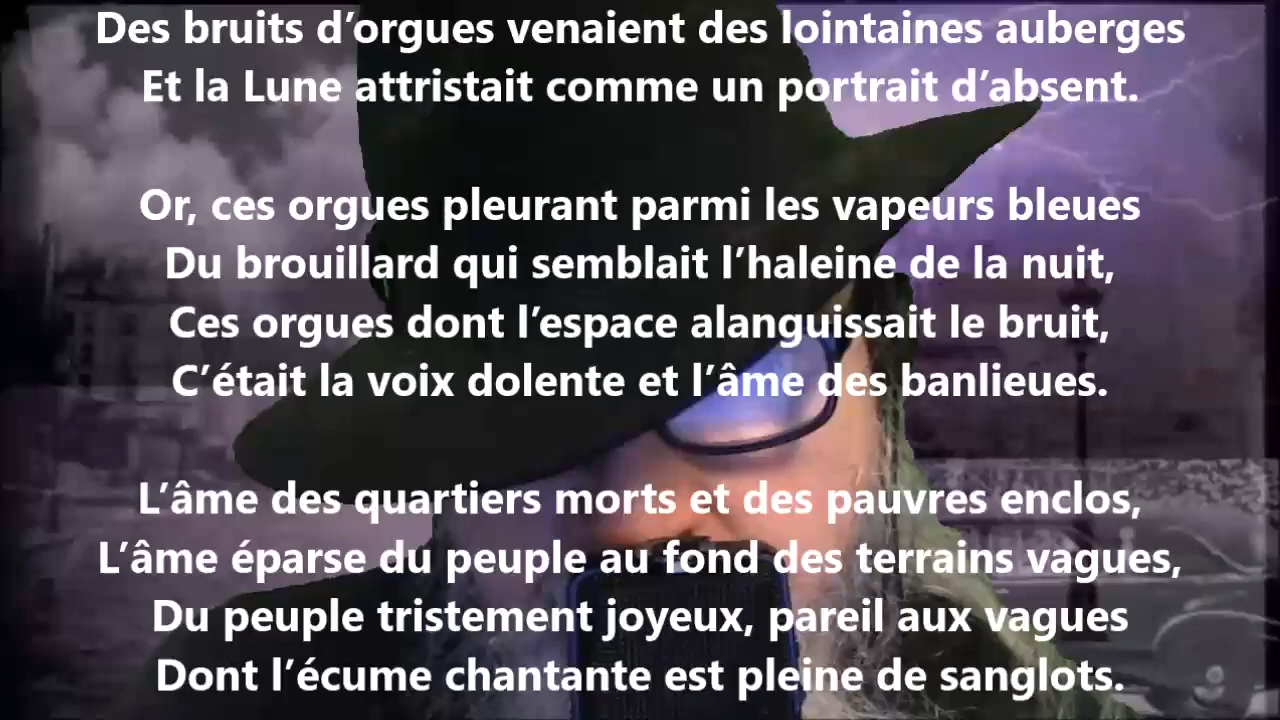 Des bruits d’orgues venaient des lointaines auberges
Et la Lune attristait comme un portrait d’absent.
Or, ces orgues pleurant parmi les vapeurs bleues
Du brouillard qui semblait l’haleine de la nuit,
Ces orgues dont l’espace alanguissait le bruit,
C’était la voix dolente et l’âme des banlieues.
L’âme des quartiers morts et des pauvres enclos,
L’âme éparse du peuple au fond des terrains vagues,
Du peuple tristement joyeux, pareil aux vagues
Dont l’écume chantante est pleine de sanglots.